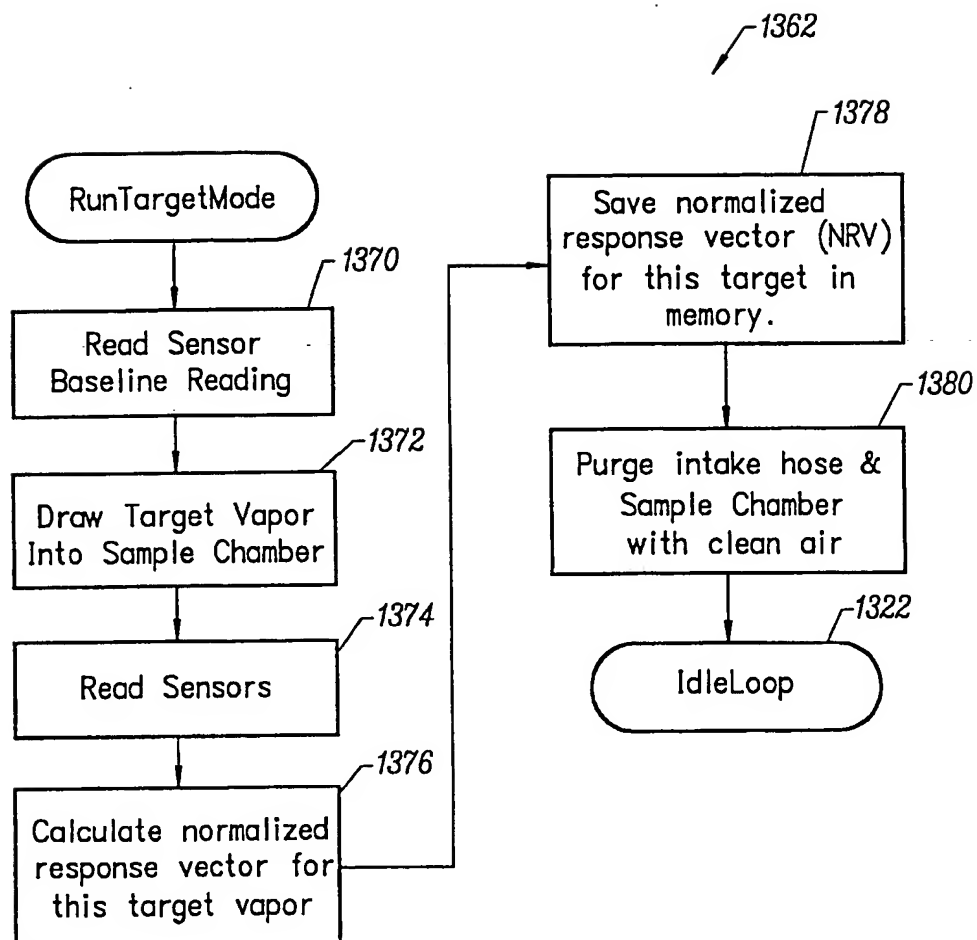 1362
RunTargetMode
1370
Read Sensor
Baseline Reading
1372
Draw Target Vapor
Into Sample Chamber
1374
Read Sensors
1376
Calculate normalized
response vector for
this target vapor
1378
Save normalized
response vector (NRV)
for this target in
memory.
1380
Purge intake hose &
Sample Chamber
with clean air
1322
IdleLoop